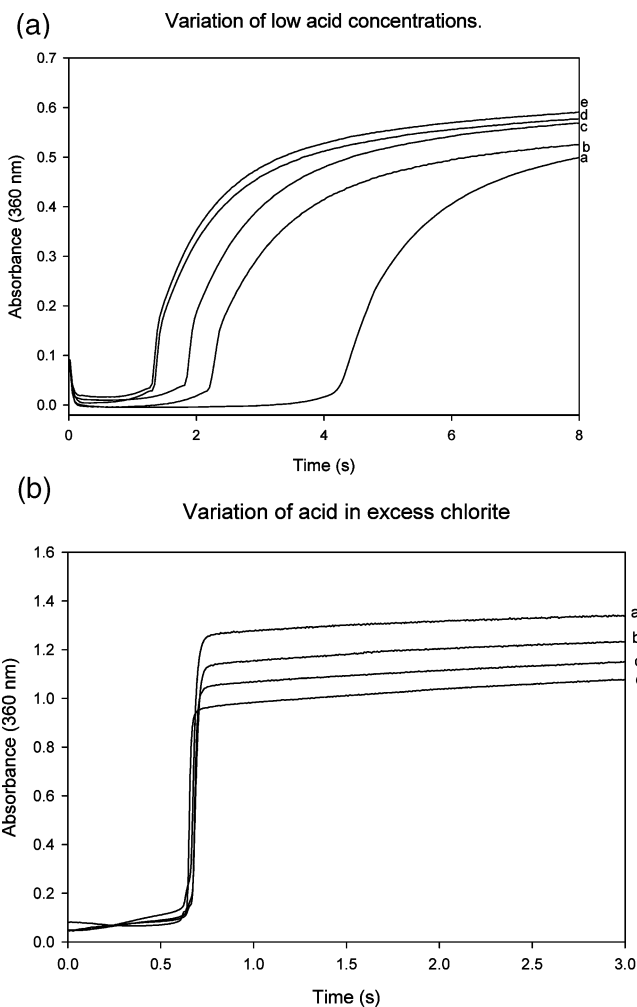 (a)
Variation of low acid concentrations.
0.7
0.6
0.5
0.4
0.3
0.2
0.1
0.0
Absorbance (360 nm)
e
d
c
b
a
0
2
4
6
8
Time (s)
(b)
Variation of acid in excess chlorite
1.6
1.4
1.2
1.0
0.8
0.6
0.4
0.2
0.0
Absorbance (360 nm)
a
b
0.0
0.5
1.0
1.5
2.0
2.5
3.0
Time (s)